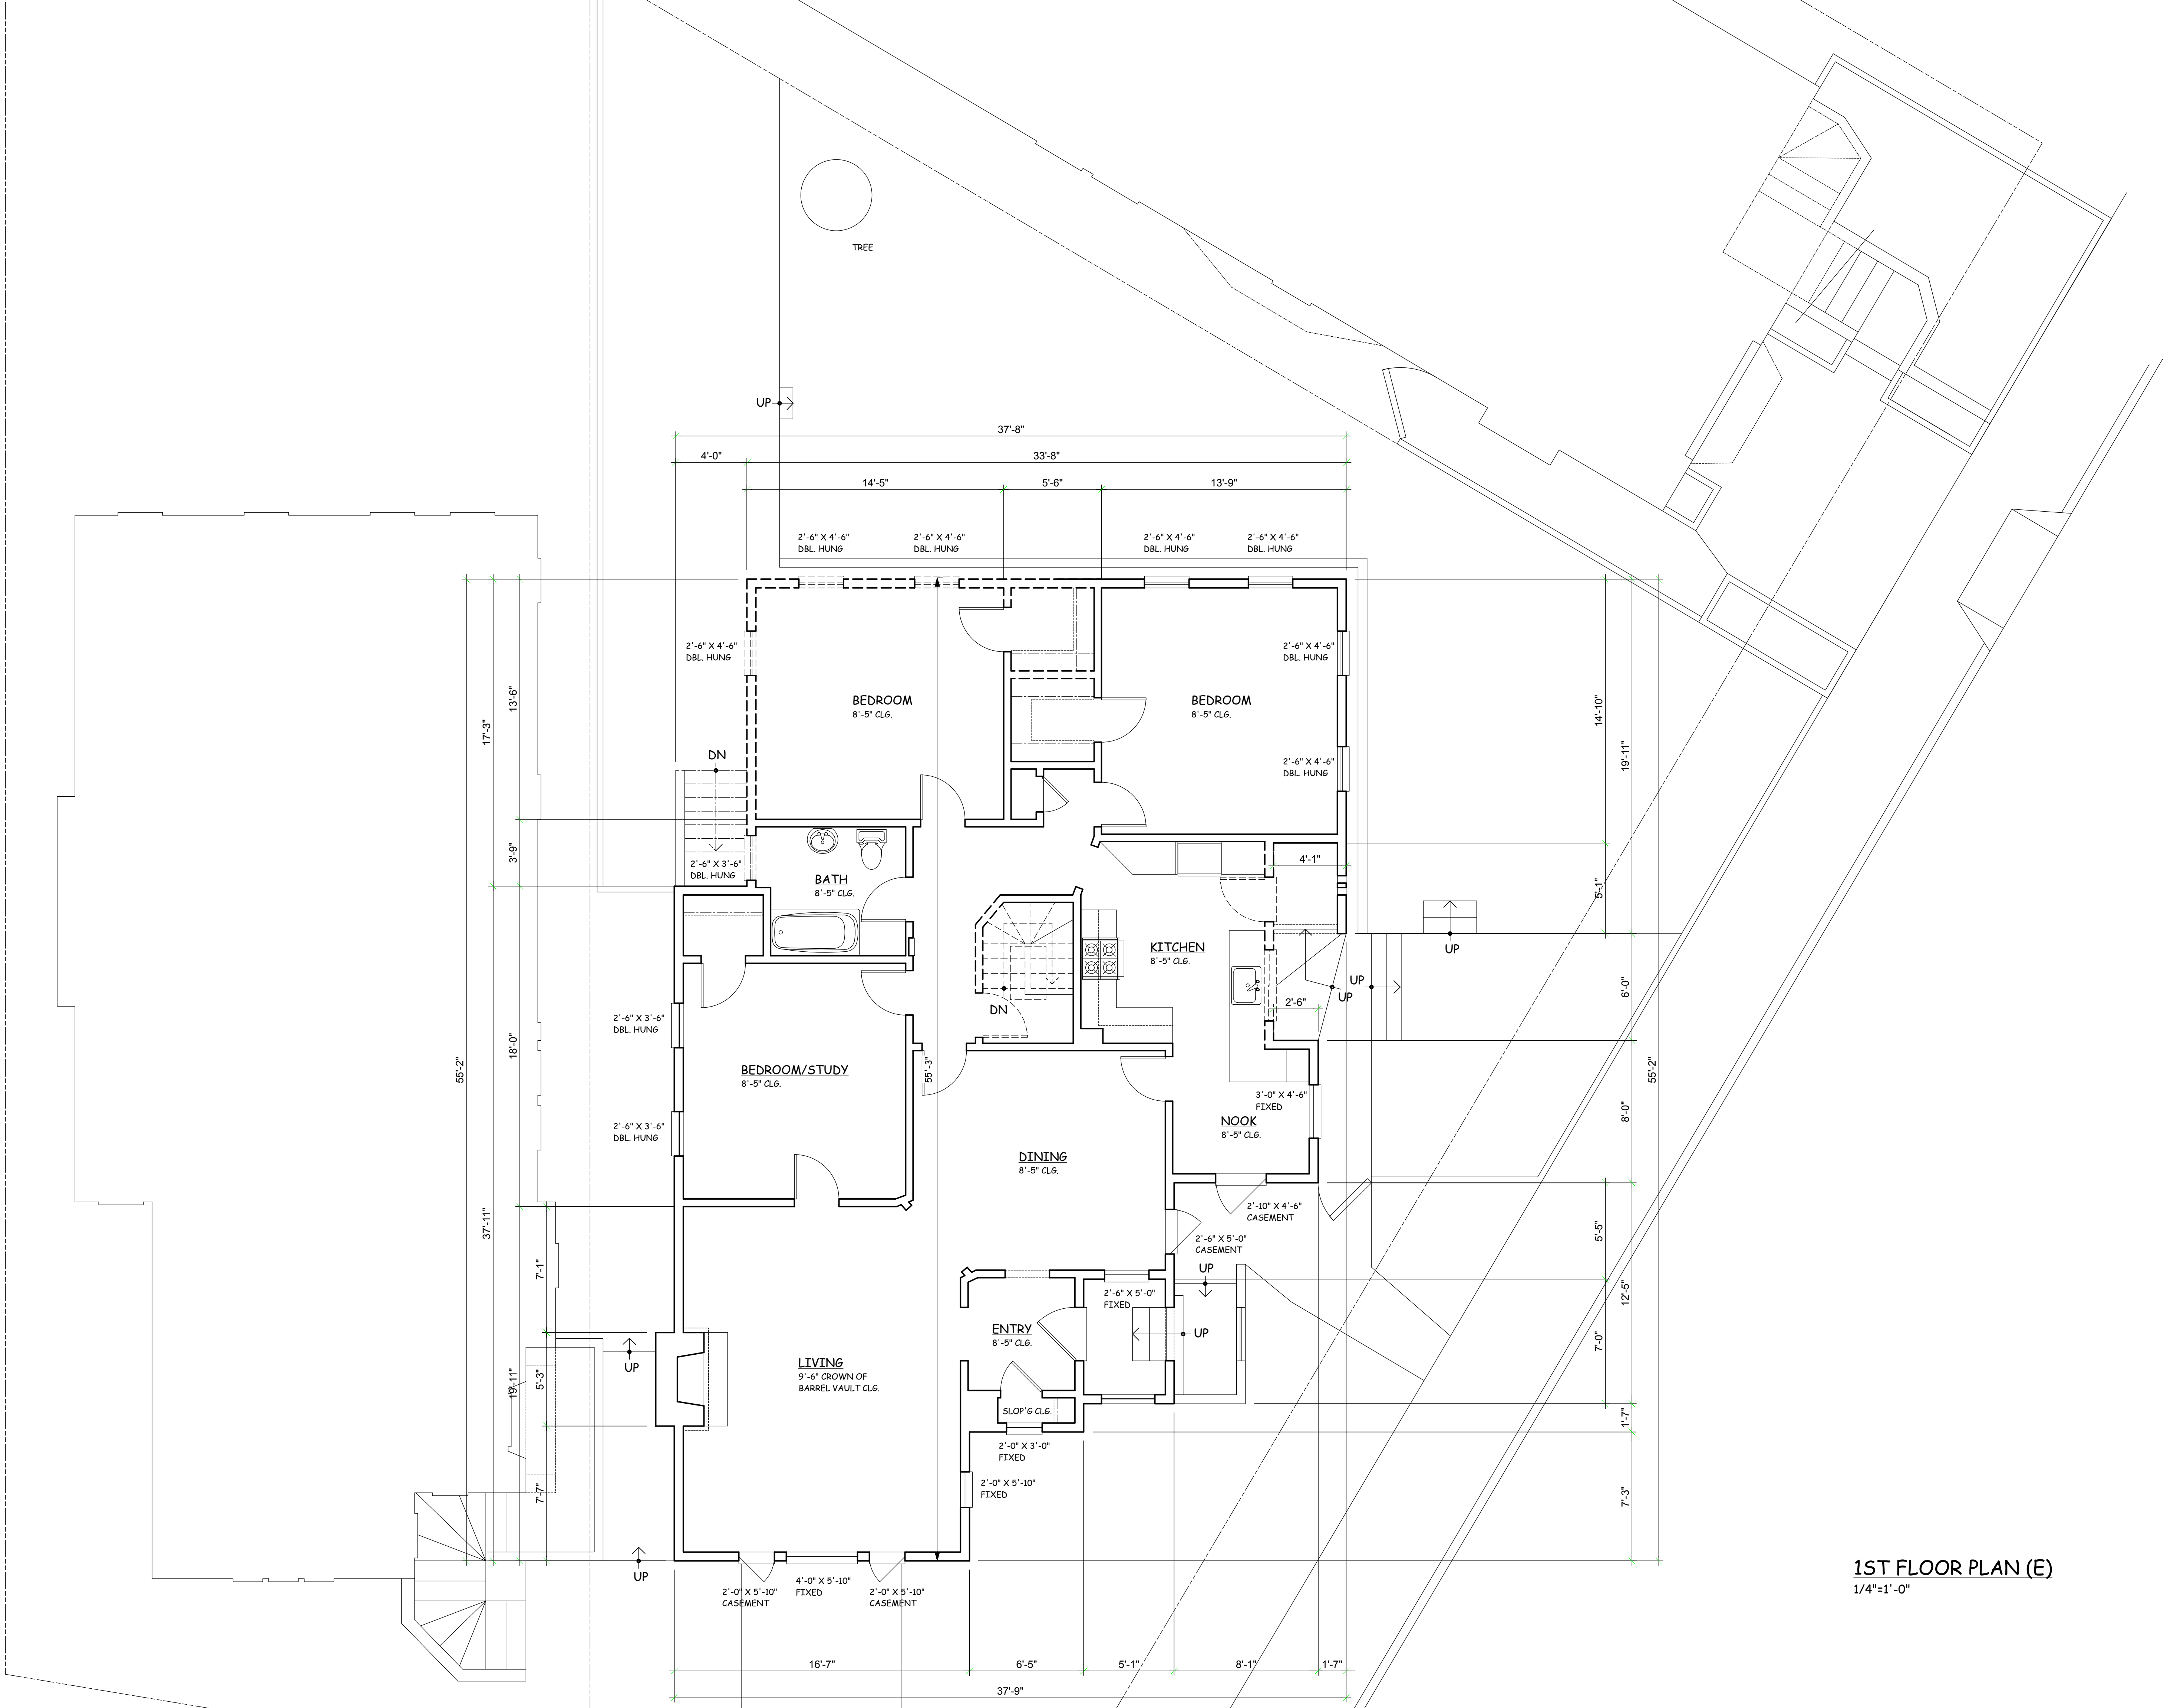 TREE
UP
37'-8"
4'-0"
33'-8"
14'-5"
5'-6"
13'-9"
2'-6" X 4'-6"
DBL. HUNG
2'-6" X 4'-6"
DBL. HUNG
2'-6" X 4'-6"
DBL. HUNG
2'-6" X 4'-6"
DBL. HUNG
2'-6" X 4'-6"
DBL. HUNG
2'-6" X 4'-6"
DBL. HUNG
13'-6"
17'-3"
BEDROOM
8'-5" CLG.
BEDROOM
8'-5" CLG.
14'-10"
19'-11"
DN
2'-6" X 4'-6"
DBL. HUNG
3'-9"
2'-6" X 3'-6"
DBL. HUNG
BATH
8'-5" CLG.
4'-1"
5'-1"
KITCHEN
8'-5" CLG.
UP
UP
UP
6'-0"
2'-6"
DN
2'-6" X 3'-6"
DBL. HUNG
18'-0"
55'-2"
BEDROOM/STUDY
8'-5" CLG.
55'-3"
55'-2"
3'-0" X 4'-6"
FIXED
NOOK
8'-5" CLG.
8'-0"
2'-6" X 3'-6"
DBL. HUNG
DINING
8'-5" CLG.
2'-10" X 4'-6"
CASEMENT
37'-11"
2'-6" X 5'-0"
CASEMENT
5'-5"
7'-1"
UP
2'-6" X 5'-0"
FIXED
12'-5"
ENTRY
8'-5" CLG.
UP
7'-0"
UP
LIVING
9'-6" CROWN OF
BARREL VAULT CLG.
19'-11"
5'-3"
SLOP'G CLG.
1'-7"
2'-0" X 3'-0"
FIXED
2'-0" X 5'-10"
FIXED
7'-7"
7'-3"
UP
2'-0" X 5'-10"
CASEMENT
4'-0" X 5'-10"
FIXED
2'-0" X 5'-10"
CASEMENT
1ST FLOOR PLAN (E)
1/4"=1'-0"
16'-7"
6'-5"
5'-1"
8'-1"
1'-7"
37'-9"